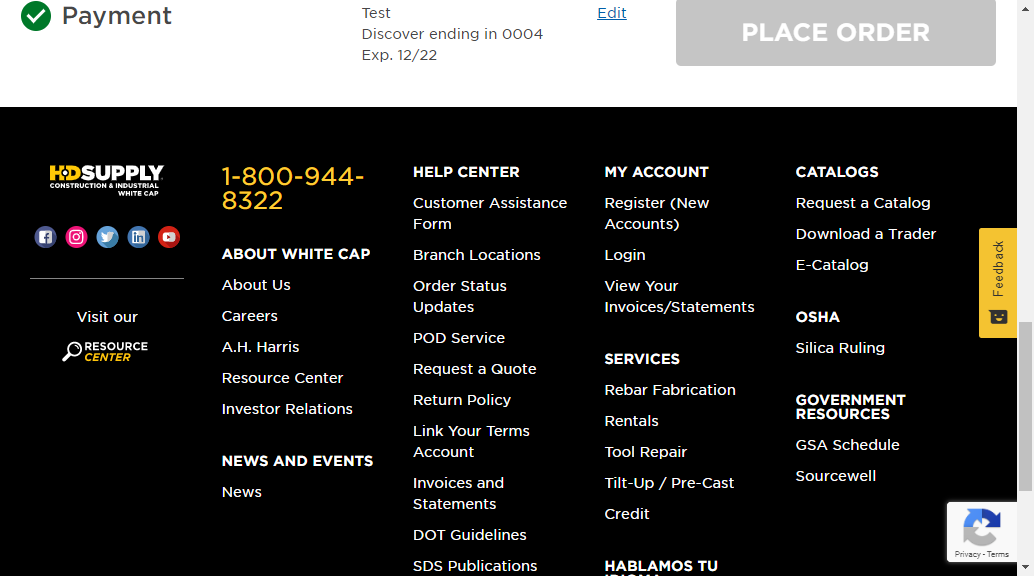 Payment
Test
Discover ending in 0004
Exp. 12/22
Edit
PLACE ORDER
HDSUPPLY
CONSTRUCTION & INDUSTRIAL
WHITE CAP
Visit our
RESOURCE
CENTER
1-800-944-
8322
ABOUT WHITE CAP
About Us
Careers
A.H. Harris
Resource Center
Investor Relations
NEWS AND EVENTS
News
HELP CENTER
Customer Assistance
Form
Branch Locations
Order Status
Updates
POD Service
Request a Quote
Return Policy
Link Your Terms
Account
Invoices and
Statements
DOT Guidelines
SDS Publications
MY ACCOUNT
Register (New
Accounts)
Login
View Your
Invoices/Statements
SERVICES
Rebar Fabrication
Rentals
Tool Repair
Tilt-Up / Pre-Cast
Credit
HABLAMOS TU
IDIOMA
CATALOGS
Request a Catalog
Download a Trader
E-Catalog
OSHA
Silica Ruling
GOVERNMENT
RESOURCES
GSA Schedule
Sourcewell
Feedback
Privacy - Terms